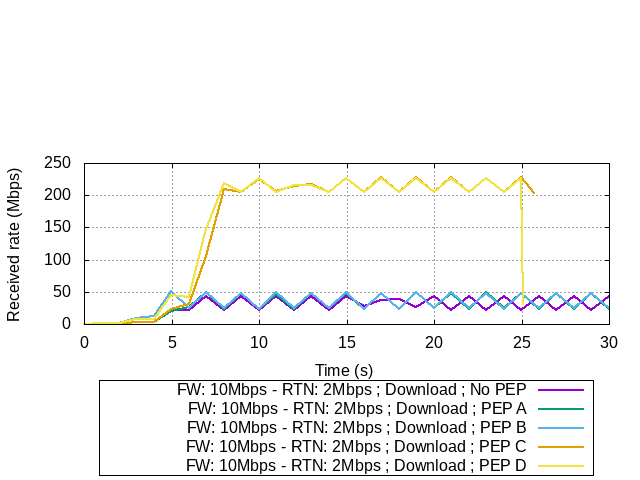 250
200
150
100
50
0
Received rate (Mbps)
0 5 10 15 20 25 30
Time (s)
FW: 10Mbps - RTN: 2Mbps ; Download ; No PEP
FW: 10Mbps - RTN: 2Mbps ; Download ; PEP A
FW: 10Mbps - RTN: 2Mbps ; Download ; PEP B
FW: 10Mbps - RTN: 2Mbps ; Download ; PEP C
FW: 10Mbps - RTN: 2Mbps ; Download ; PEP D